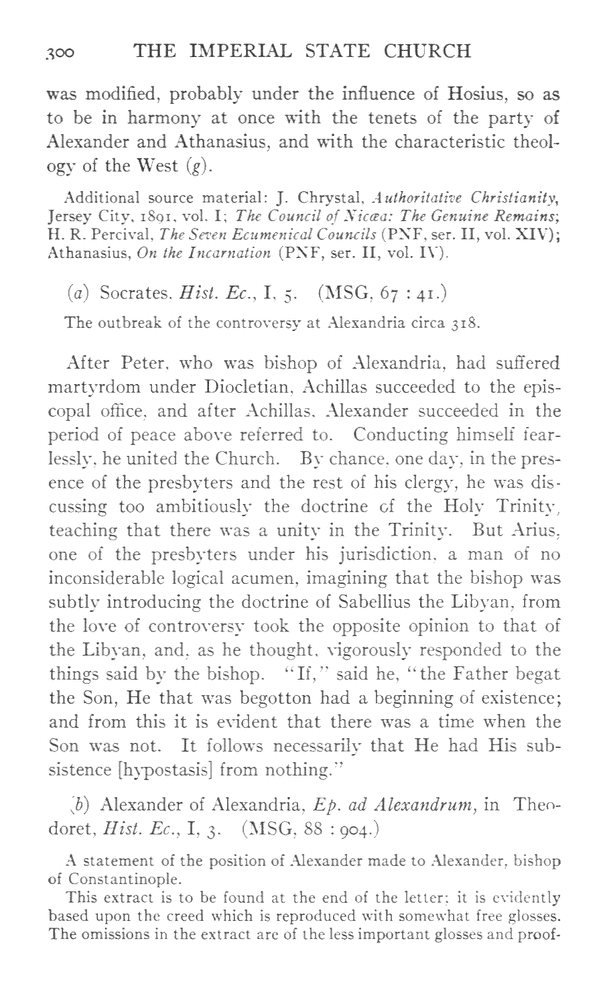 300 THE IMPERIAL STATE CHURCH
was modified, probably under the influence of Hosius, so as
to be in harmony at once with the tenets of the party of
Alexander and Athanasius, and with the characteristic theol-
ogy of the West (g).
Additional source material: J. Chrystal, Authoritative Christianity,
Jersey City, 1891, vol. I; The Council of Nicæa: The Genuine Remains;
H. R. Percival, The Seven Ecumenical Councils (PNF, ser. II, vol. XIV);
Athanasius, On the Incarnation (PNF, ser. II, vol. IV).
(a) Socrates, Hist. Ec., I, 5. (MSG, 67 : 41.)
The outbreak of the controversy at Alexandria circa 318.
After Peter, who was bishop of Alexandria, had suffered
martyrdom under Diocletian, Achillas succeeded to the epis-
copal office, and after Achillas, Alexander succeeded in the
period of peace above referred to. Conducting himself fear-
lessly, he united the Church. By chance, one day, in the pres-
ence of the presbyters and the rest of his clergy, he was dis-
cussing too ambitiously the doctrine of the Holy Trinity,
teaching that there was a unity in the Trinity. But Arius,
one of the presbyters under his jurisdiction, a man of no
inconsiderable logical acumen, imagining that the bishop was
subtly introducing the doctrine of Sabellius the Libyan, from
the love of controversy took the opposite opinion to that of
the Libyan, and, as he thought, vigorously responded to the
things said by the bishop. "If," said he, "the Father begat
the Son, He that was begotton had a beginning of existence;
and from this it is evident that there was a time when the
Son was not. It follows necessarily that He had His sub-
sistence [hypostasis] from nothing."
(b) Alexander of Alexandria, Ep. ad Alexandrum, in Theo-
doret, Hist. Ec., I, 3. (MSG, 88 : 904.)
A statement of the position of Alexander made to Alexander, bishop
of Constantinople.
This extract is to be found at the end of the letter; it is evidently
based upon the creed which is reproduced with somewhat free glosses.
The omissions in the extract are of the less important glosses and proof-